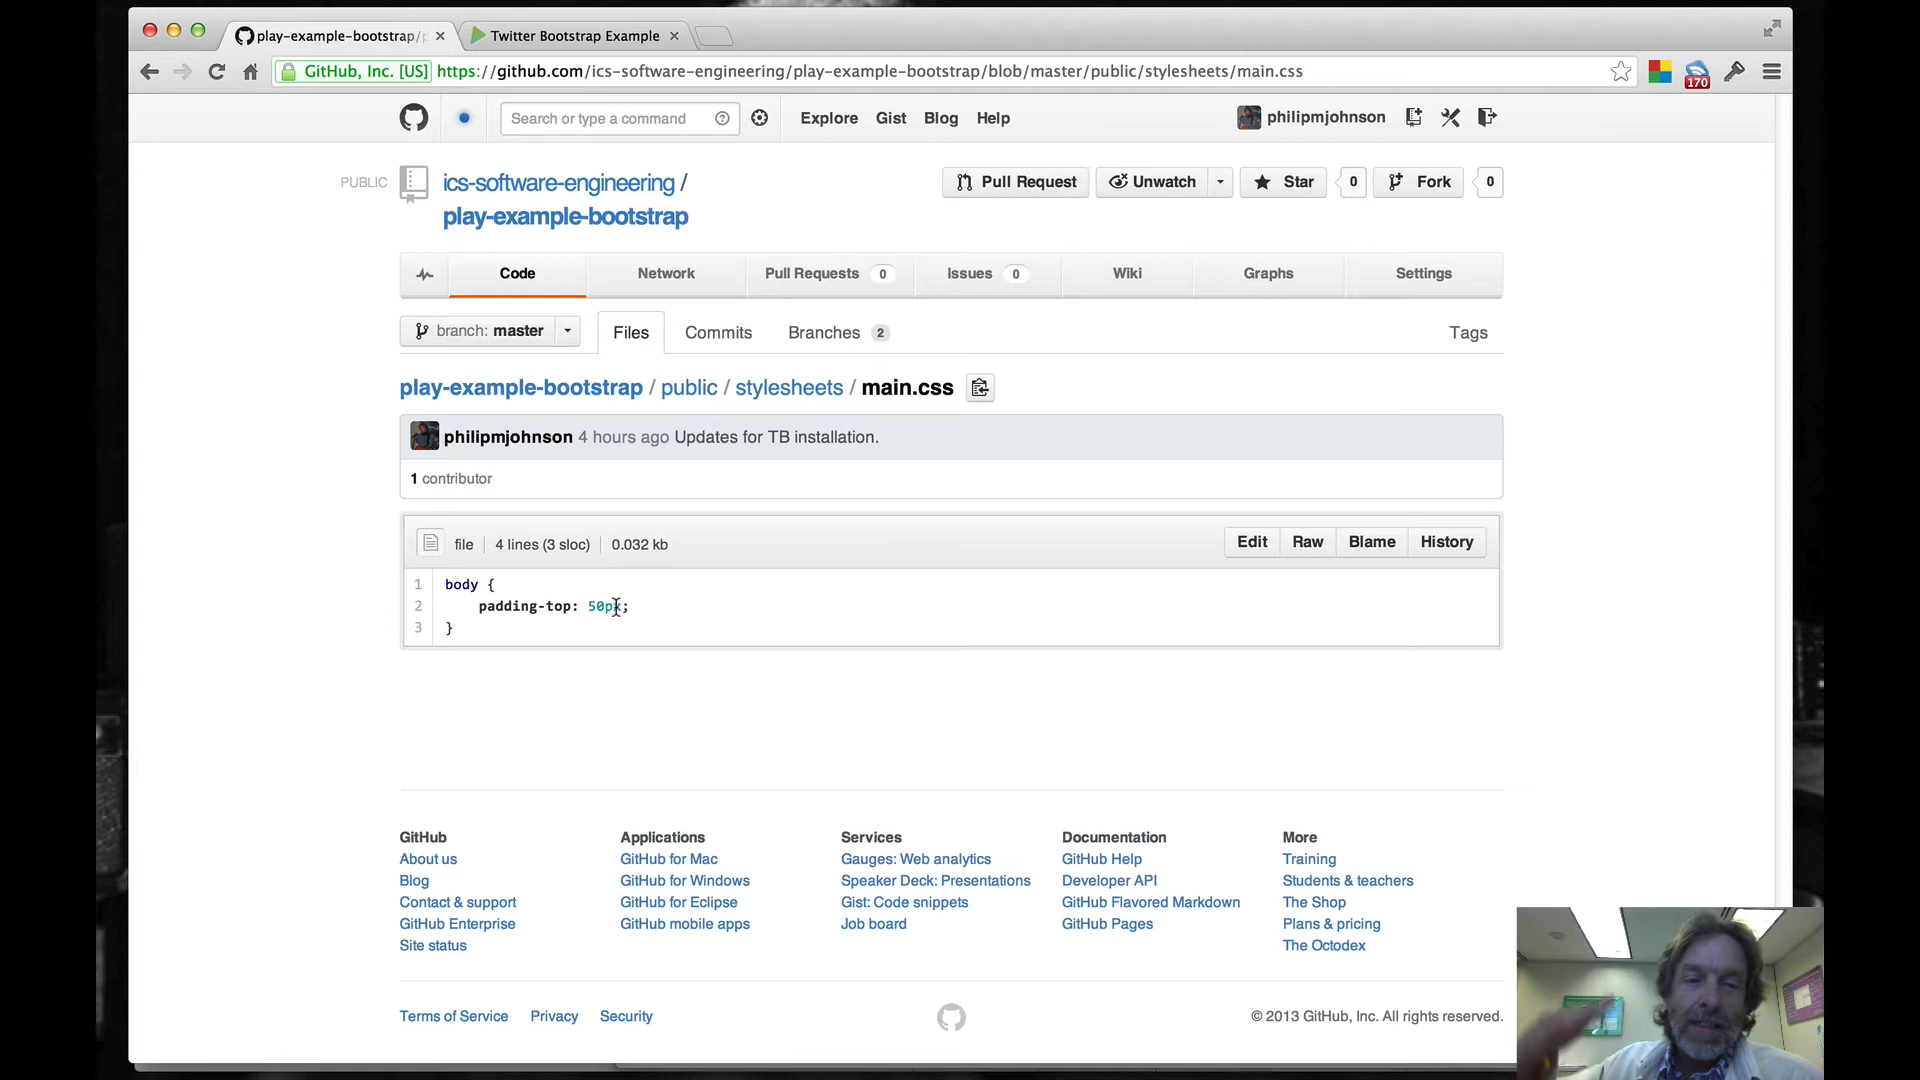 play-example-bootstrap/p
Twitter Bootstrap Example
GitHub, Inc. [US]
https://github.com/ics-software-engineering/play-example-bootstrap/blob/master/public/stylesheets/main.css
170
Search or type a command
Explore
Gist
Blog
Help
philipmjohnson
PUBLIC
ics-software-engineering /
play-example-bootstrap
Pull Request
Unwatch
Star
0
Fork
0
Code
Network
Pull Requests 0
Issues 0
Wiki
Graphs
Settings
branch: master
Files
Commits
Branches 2
Tags
play-example-bootstrap / public / stylesheets / main.css
philipmjohnson 4 hours ago Updates for TB installation.
1 contributor
file
4 lines (3 sloc)
0.032 kb
Edit
Raw
Blame
History
1 body {
2 padding-top: 50px;
3 }
GitHub
About us
Blog
Contact & support
GitHub Enterprise
Site status
Applications
GitHub for Mac
GitHub for Windows
GitHub for Eclipse
GitHub mobile apps
Services
Gauges: Web analytics
Speaker Deck: Presentations
Gist: Code snippets
Job board
Documentation
GitHub Help
Developer API
GitHub Flavored Markdown
GitHub Pages
More
Training
Students & teachers
The Shop
Plans & pricing
The Octodex
Terms of Service
Privacy
Security
© 2013 GitHub, Inc. All rights reserved.